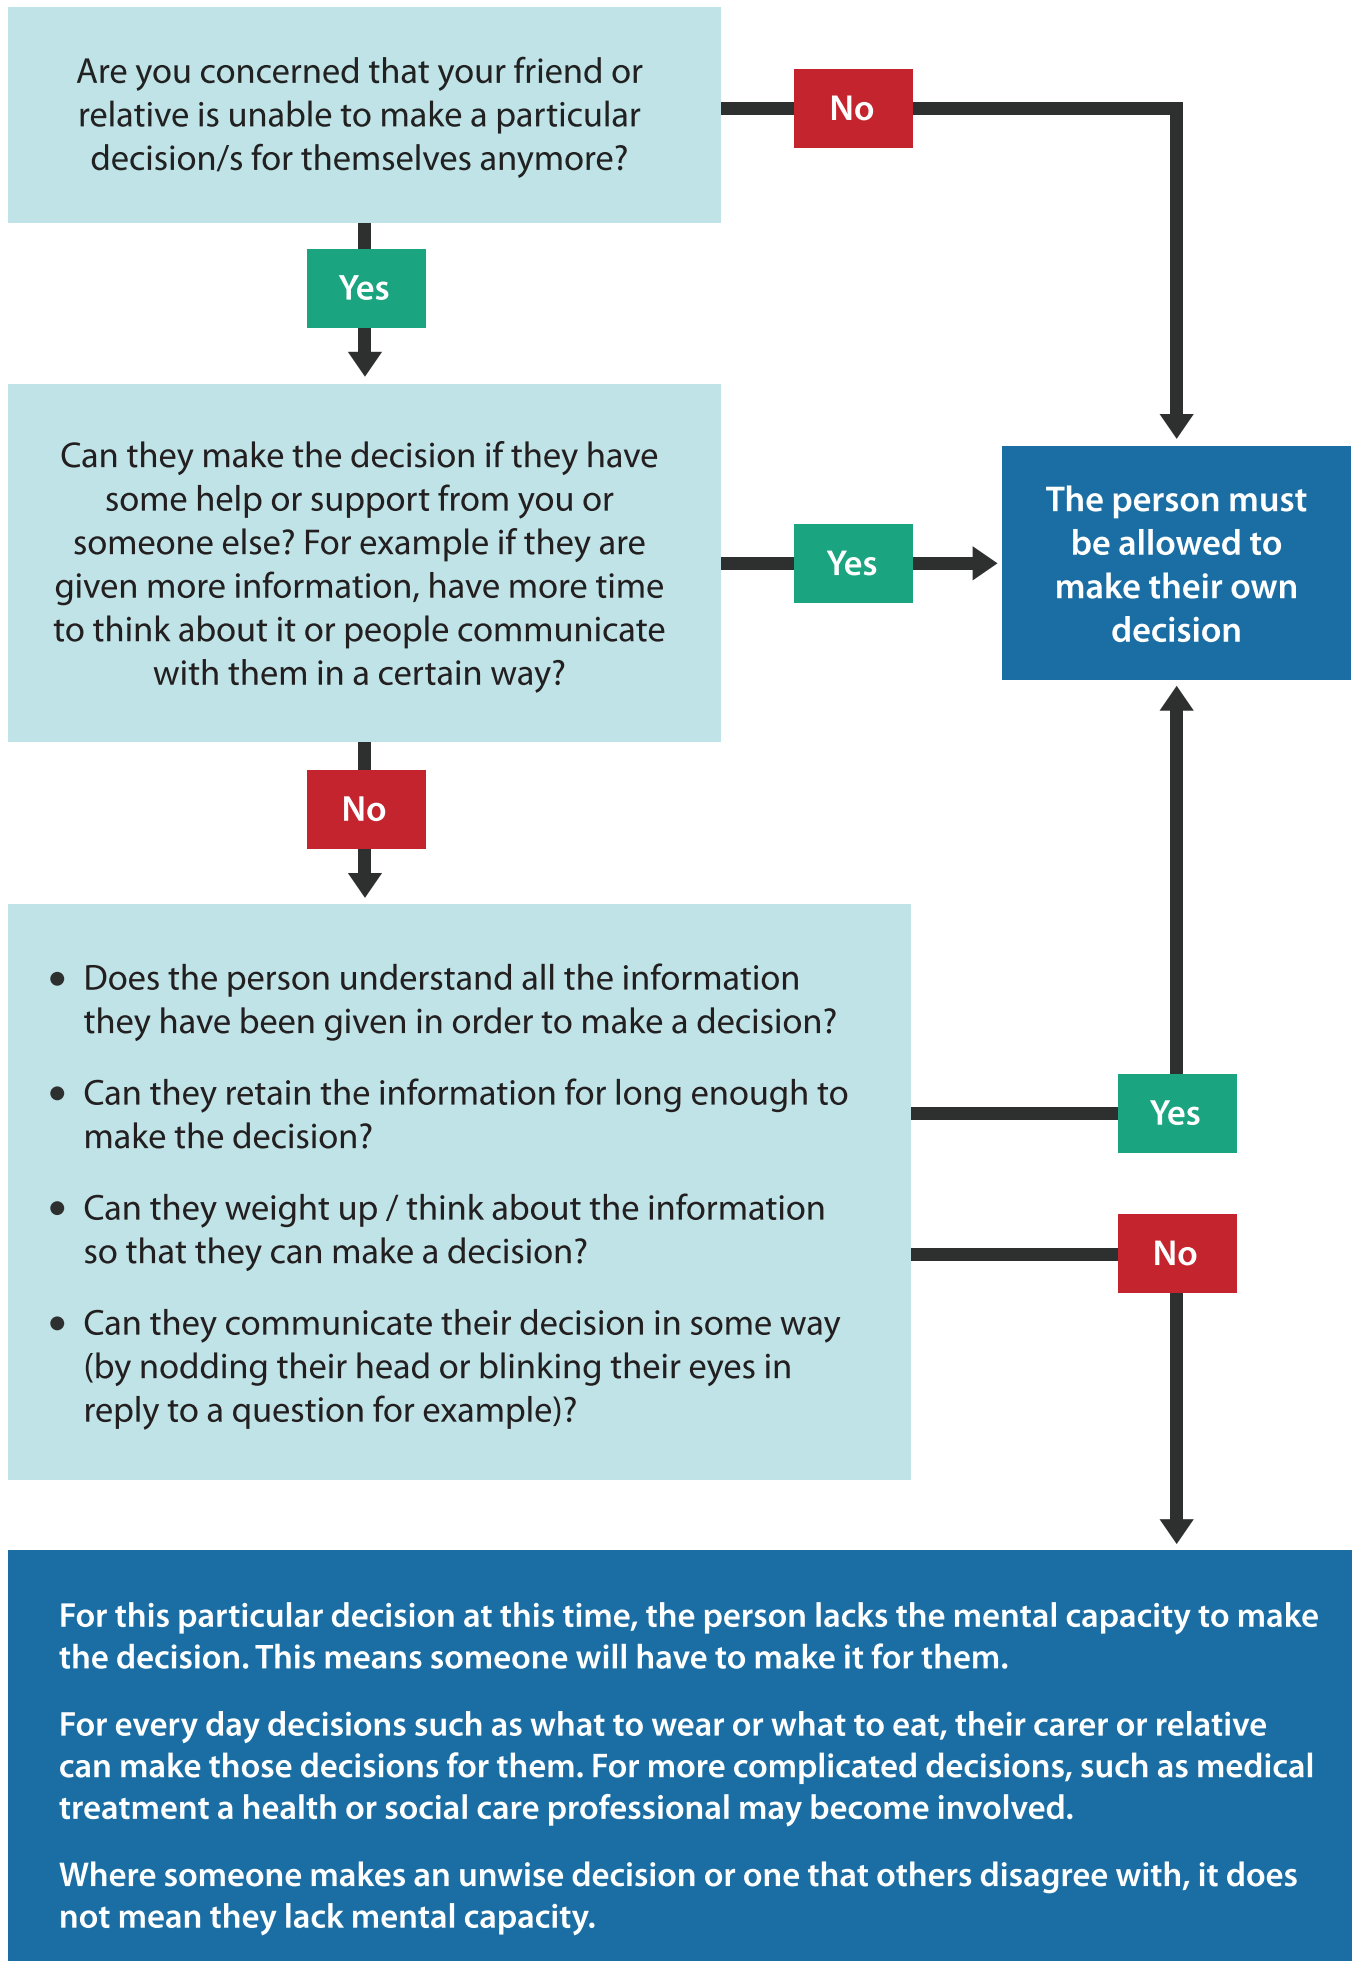 Are you concerned that your friend or
relative is unable to make a particular
decision/s for themselves anymore?
No
Yes
Can they make the decision if they have
some help or support from you or
someone else? For example if they are
given more information, have more time
to think about it or people communicate
with them in a certain way?
Yes
The person must
be allowed to
make their own
decision
No
• Does the person understand all the information
they have been given in order to make a decision?
• Can they retain the information for long enough to
make the decision?
• Can they weight up / think about the information
so that they can make a decision?
• Can they communicate their decision in some way
(by nodding their head or blinking their eyes in
reply to a question for example)?
Yes
No
For this particular decision at this time, the person lacks the mental capacity to make
the decision. This means someone will have to make it for them.
For every day decisions such as what to wear or what to eat, their carer or relative
can make those decisions for them. For more complicated decisions, such as medical
treatment a health or social care professional may become involved.
Where someone makes an unwise decision or one that others disagree with, it does
not mean they lack mental capacity.